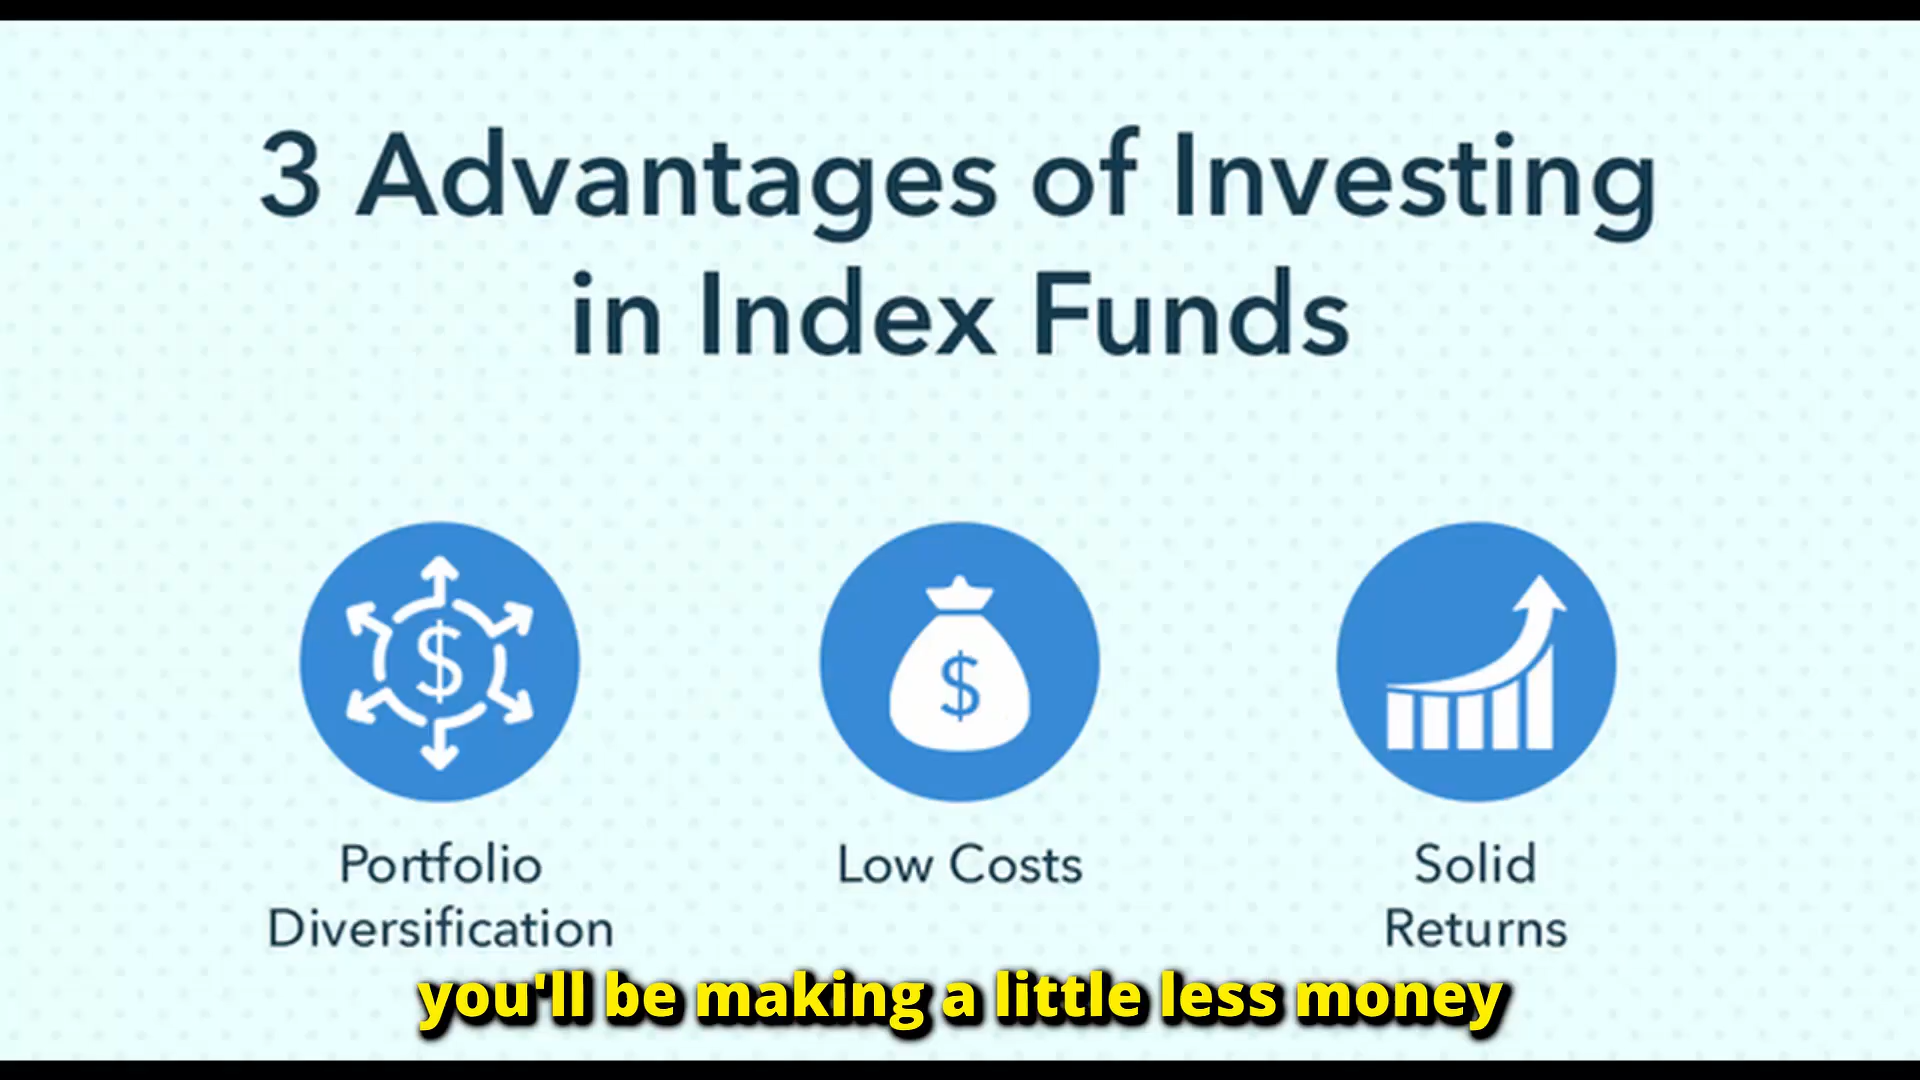 3 Advantages of Investing
in Index Funds
$
$
Portfolio
Diversification
Low Costs
Solid
Returns
you'll be making a little less money